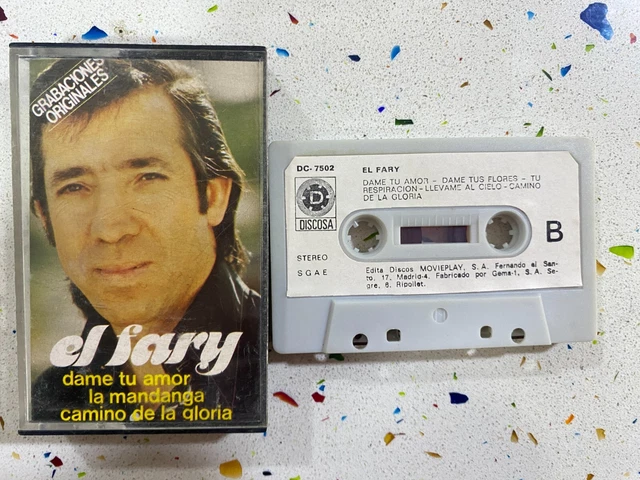 GRABACIONES
ORIGINALES
el fary
dame tu amor
la mandanga
camino de la gloria
DC-7502
EL FARY
DAME TU AMOR - DAME TUS FLORES - TU
RESPIRACION - LLEVAME AL CIELO - CAMINO
DE LA GLORIA
D
DISCOSA
STEREO
SGAE
B
Edita Discos MOVIEPLAY, S. A. Fernando el San-
to, 17, Madrid-4. Fabricado por Gema-1, S. A. Se-
gre, 6. Ripollet.